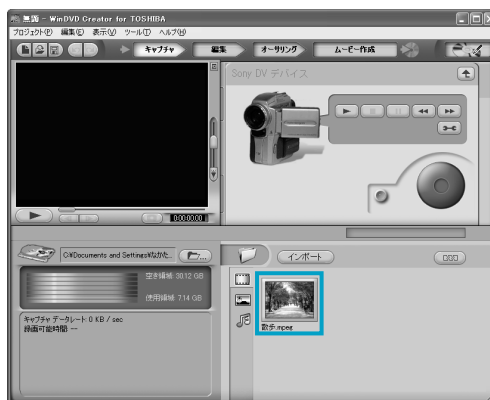 無題 - WinDVD Creator for TOSHIBA
プロジェクト(P) 編集(E) 表示(V) ツール(T) ヘルプ(H)
キャプチャ 編集 オーサリング ムービー作成
Sony DV デバイス
00:00:00:00
C:¥Documents and Settings¥なかた...
インポート
空き領域 30.12 GB
使用領域 7.14 GB
キャプチャ データレート: 0 KB / sec
録画可能時間: --
散歩.mpeg